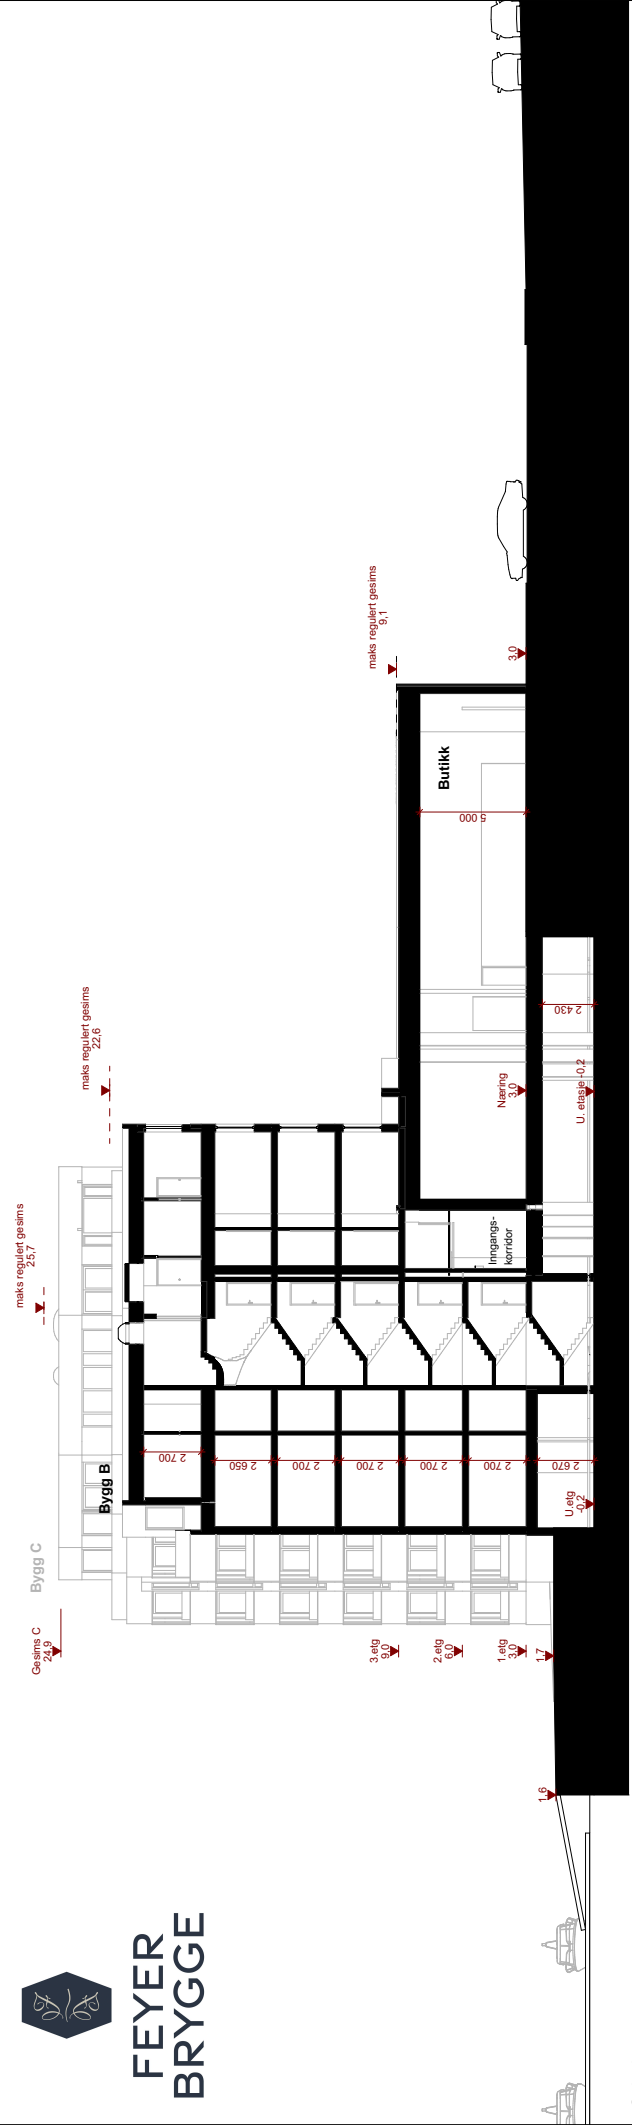 FEYER
BRYGGE
Gesims C
24,9
Bygg C
Bygg B
maks regulert gesims
25,7
maks regulert gesims
22,6
maks regulert gesims
9,1
3.etg
9,0
2.etg
6,0
1.etg
3,0
1,7
1,6
2 700
2 650
2 700
2 700
2 700
2 700
2 670
U.etg
-0,2
Inngangs-
korridor
Næring
3,0
U. etasje -0,2
2 430
5 000
Butikk
3,0